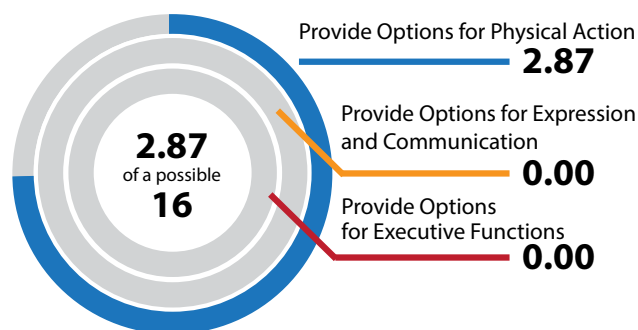 Provide Options for Physical Action
2.87
Provide Options for Expression
and Communication
0.00
Provide Options
for Executive Functions
0.00
2.87
of a possible
16